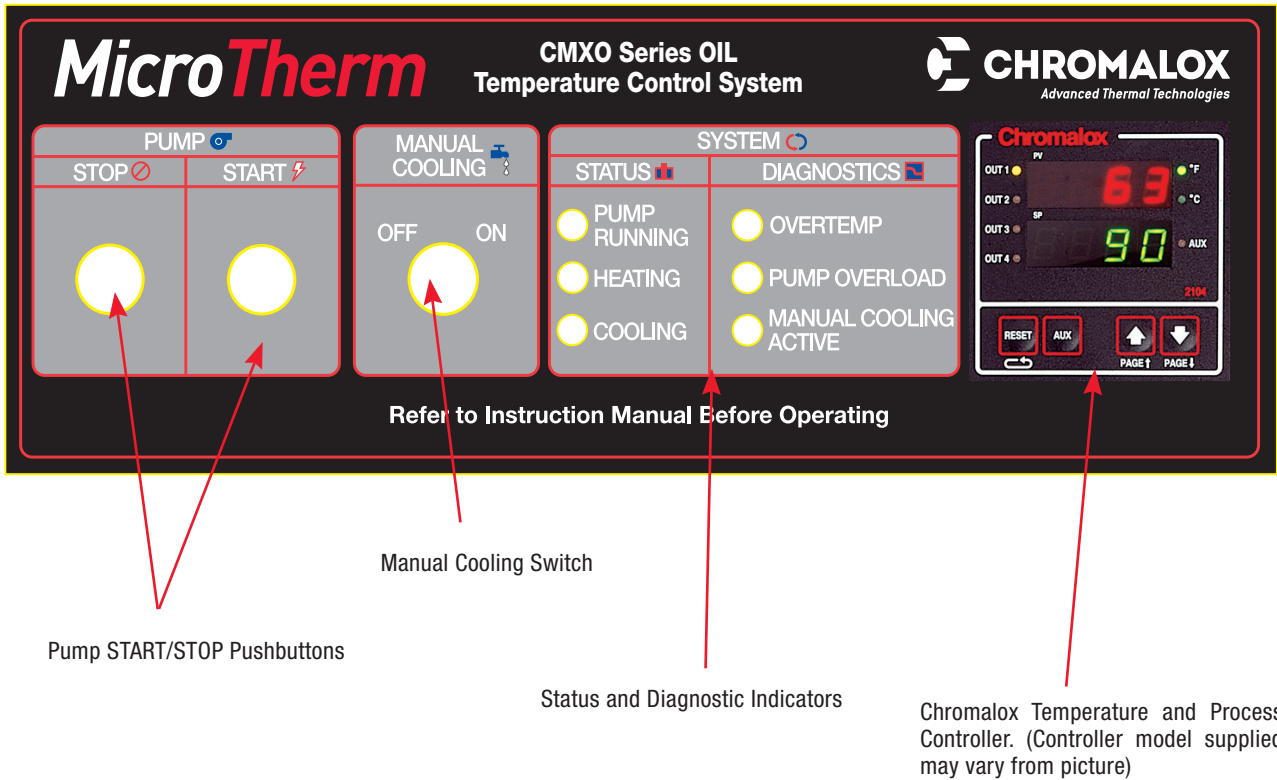 MicroTherm
CMXO Series OIL
Temperature Control System
CHROMALOX
Advanced Thermal Technologies
PUMP
STOP
START
MANUAL
COOLING
OFF
ON
SYSTEM
STATUS
PUMP
RUNNING
HEATING
COOLING
DIAGNOSTICS
OVERTEMP
PUMP OVERLOAD
MANUAL COOLING
ACTIVE
Chromalox
PV
OUT 1
63
°F
OUT 2
°C
SP
OUT 3
90
AUX
OUT 4
2104
RESET
AUX
PAGE
PAGE
Refer to Instruction Manual Before Operating
Manual Cooling Switch
Pump START/STOP Pushbuttons
Status and Diagnostic Indicators
Chromalox Temperature and Process
Controller. (Controller model supplied
may vary from picture)